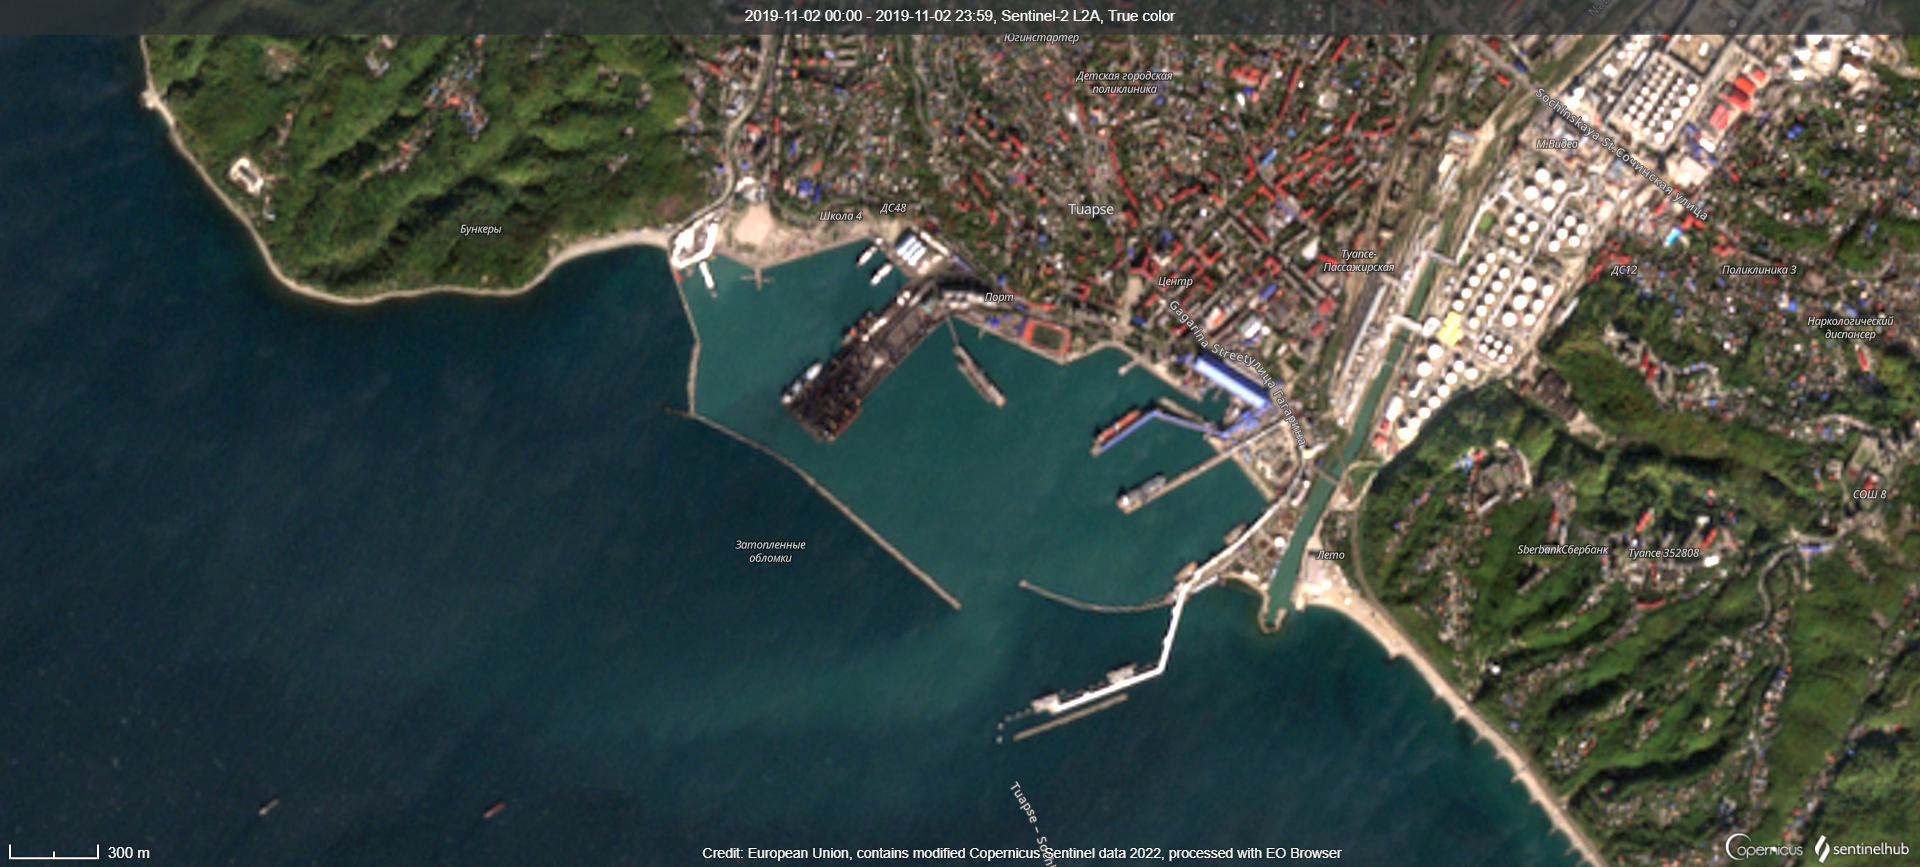 2019-11-02 00:00 - 2019-11-02 23:59, Sentinel-2 L2A, True color
Югинстартер
Детская городская
поликлиника
Sochinskaya St.Сочинская улица
М.Видео
Школа 4
ДС48
Tuapse
Бункеры
Туапсе-
Пассажирская
ДС12
Поликлиника 3
Центр
Порт
Gagarina Streetулица Гагарина
Наркологический
диспансер
СОШ 8
Затопленные
обломки
Лето
SberbankСбербанк
Туапсе 352808
Tuapse – Sochi
300 m
Credit: European Union, contains modified Copernicus Sentinel data 2022, processed with EO Browser
opernicus
sentinelhub